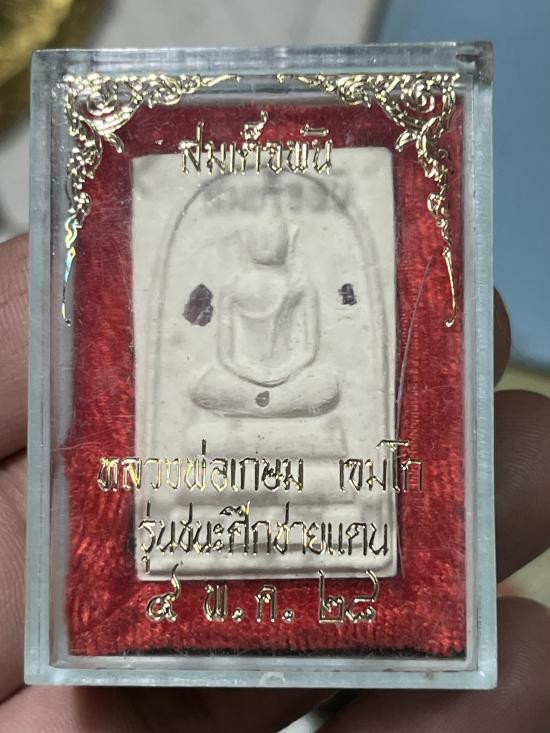 สมเด็จพัน
หลวงพ่อเกษม เขมโก
รุ่นชนะศึกชายแดน
๕ พ.ค. ๒๘